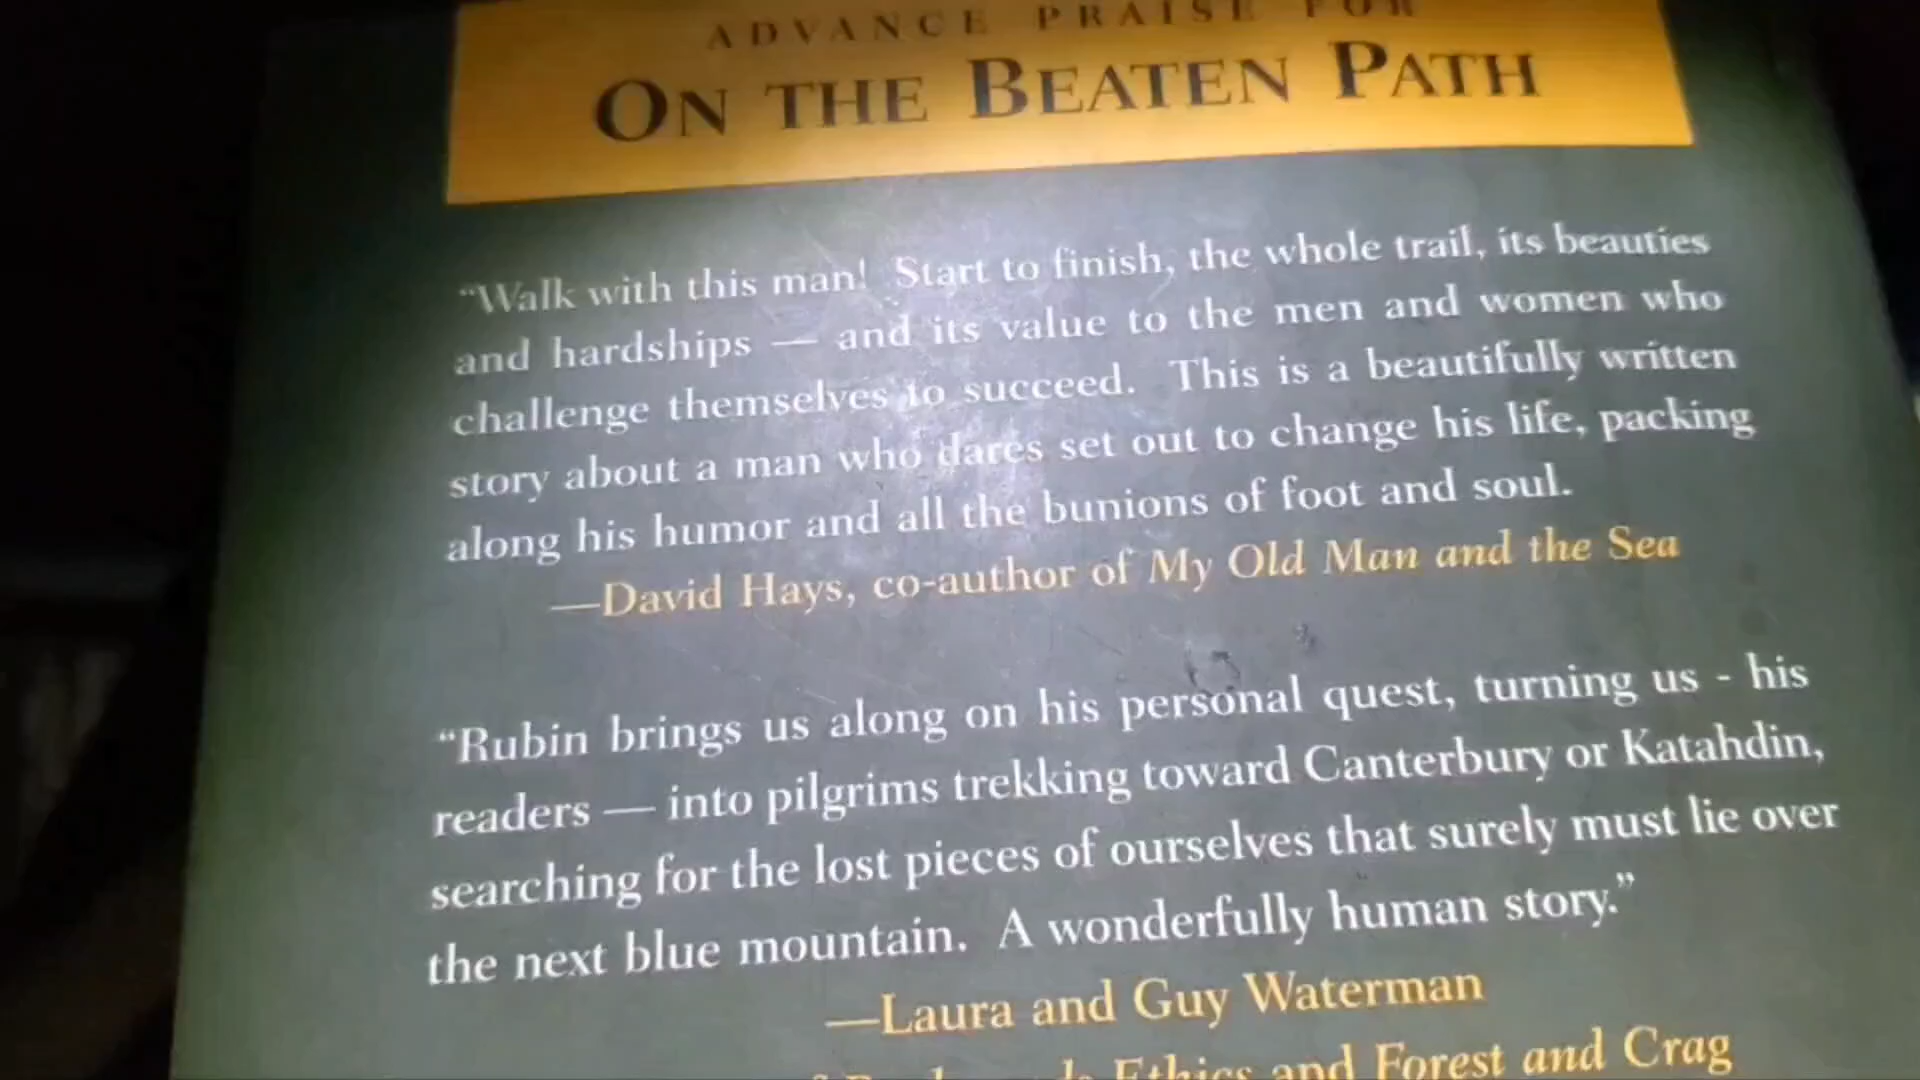 ADVANCE PRAISE FOR
ON THE BEATEN PATH
“Walk with this man! Start to finish, the whole trail, its beauties
and hardships — and its value to the men and women who
challenge themselves to succeed. This is a beautifully written
story about a man who dares set out to change his life, packing
along his humor and all the bunions of foot and soul.
—David Hays, co-author of My Old Man and the Sea
“Rubin brings us along on his personal quest, turning us - his
readers — into pilgrims trekking toward Canterbury or Katahdin,
searching for the lost pieces of ourselves that surely must lie over
the next blue mountain. A wonderfully human story.”
—Laura and Guy Waterman
Ethics and Forest and Crag